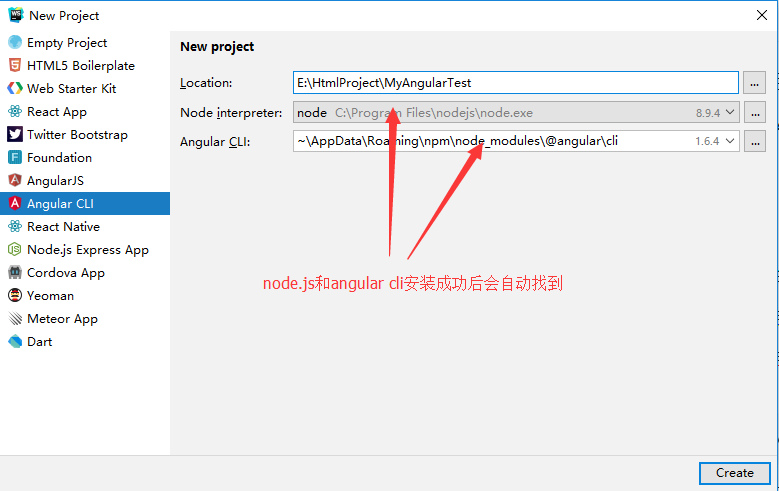 New Project
Empty Project
HTML5 Boilerplate
Web Starter Kit
React App
Twitter Bootstrap
Foundation
AngularJS
Angular CLI
React Native
Node.js Express App
Cordova App
Yeoman
Meteor App
Dart
New project
Location: E:\HtmlProject\MyAngularTest ...
Node interpreter: node C:\Program Files\nodejs\node.exe 8.9.4 ...
Angular CLI: ~\AppData\Roaming\npm\node_modules\@angular\cli 1.6.4 ...
node.js和angular cli安装成功后会自动找到
Create